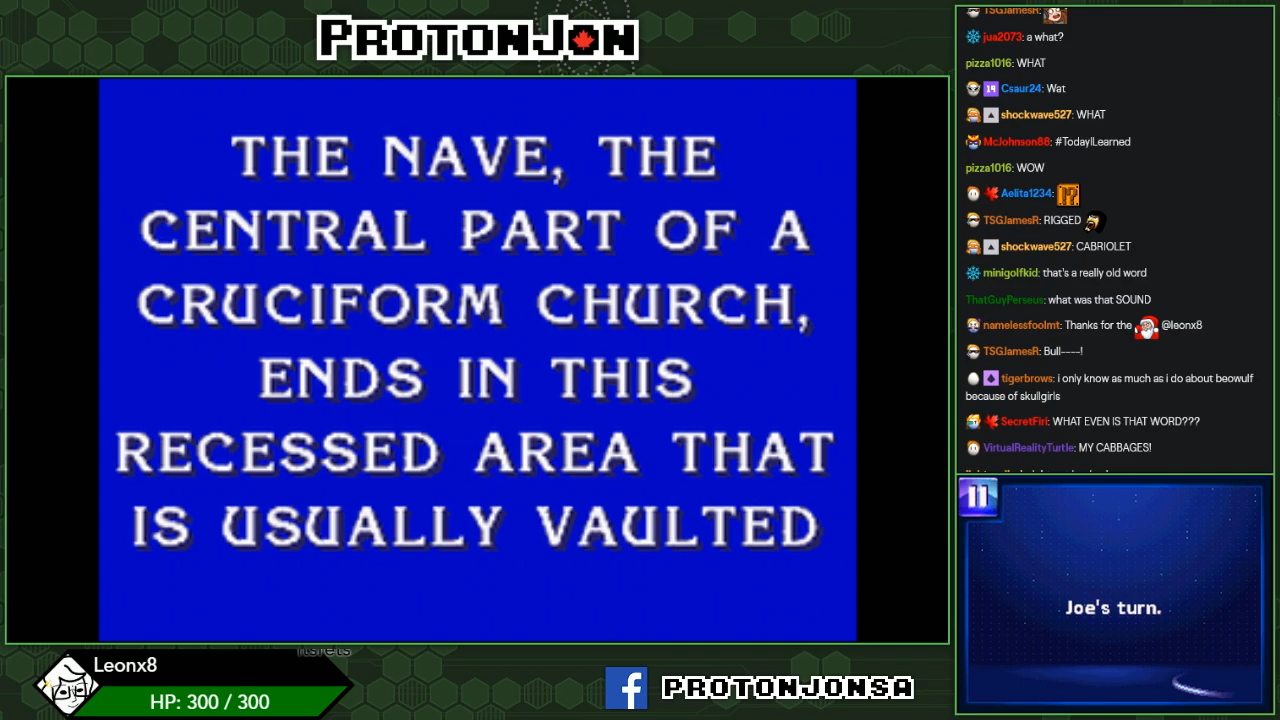 PROTONJON
THE NAVE, THE
CENTRAL PART OF A
CRUCIFORM CHURCH,
ENDS IN THIS
RECESSED AREA THAT
IS USUALLY VAULTED
TSGJamesR:
jua2073: a what?
pizza1016: WHAT
19 Csaur24: Wat
shockwave527: WHAT
McJohnson88: #TodayILearned
pizza1016: WOW
Aelita1234:
TSGJamesR: RIGGED
shockwave527: CABRIOLET
minigolfkid: that's a really old word
ThatGuyPerseus: what was that SOUND
namelessfoolmt: Thanks for the @leonx8
TSGJamesR: Bull----!
tigerbrows: i only know as much as i do about beowulf
because of skullgirls
SecretFirl: WHAT EVEN IS THAT WORD???
VirtualRealityTurtle: MY CABBAGES!
Joe's turn.
Leonx8
HP: 300 / 300
f PROTONJONSA